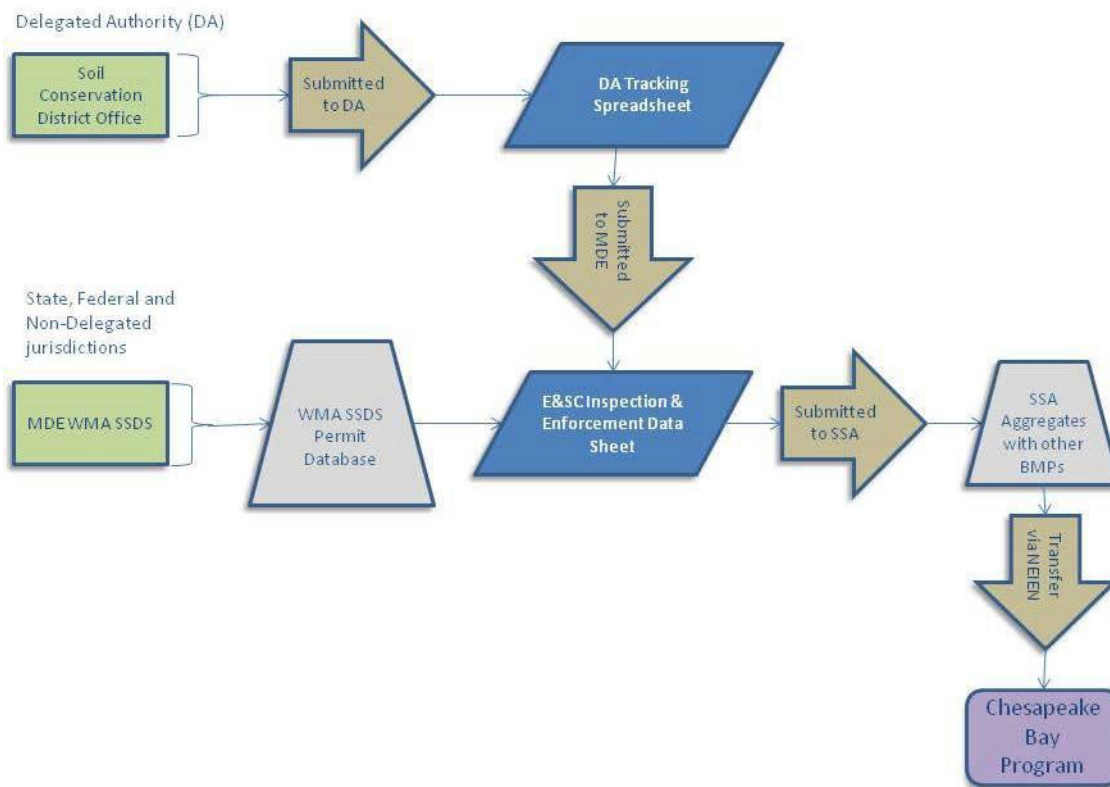 Delegated Authority (DA)
Soil
Conservation
District Office
Submitted
to DA
DA Tracking
Spreadsheet
Submitted
to MDE
State, Federal and
Non-Delegated
jurisdictions
MDE WMA SSDS
WMA SSDS
Permit
Database
E&SC Inspection &
Enforcement Data
Sheet
Submitted
to SSA
SSA
Aggregates
with other
BMPs
Transfer
via NEIEN
Chesapeake
Bay
Program